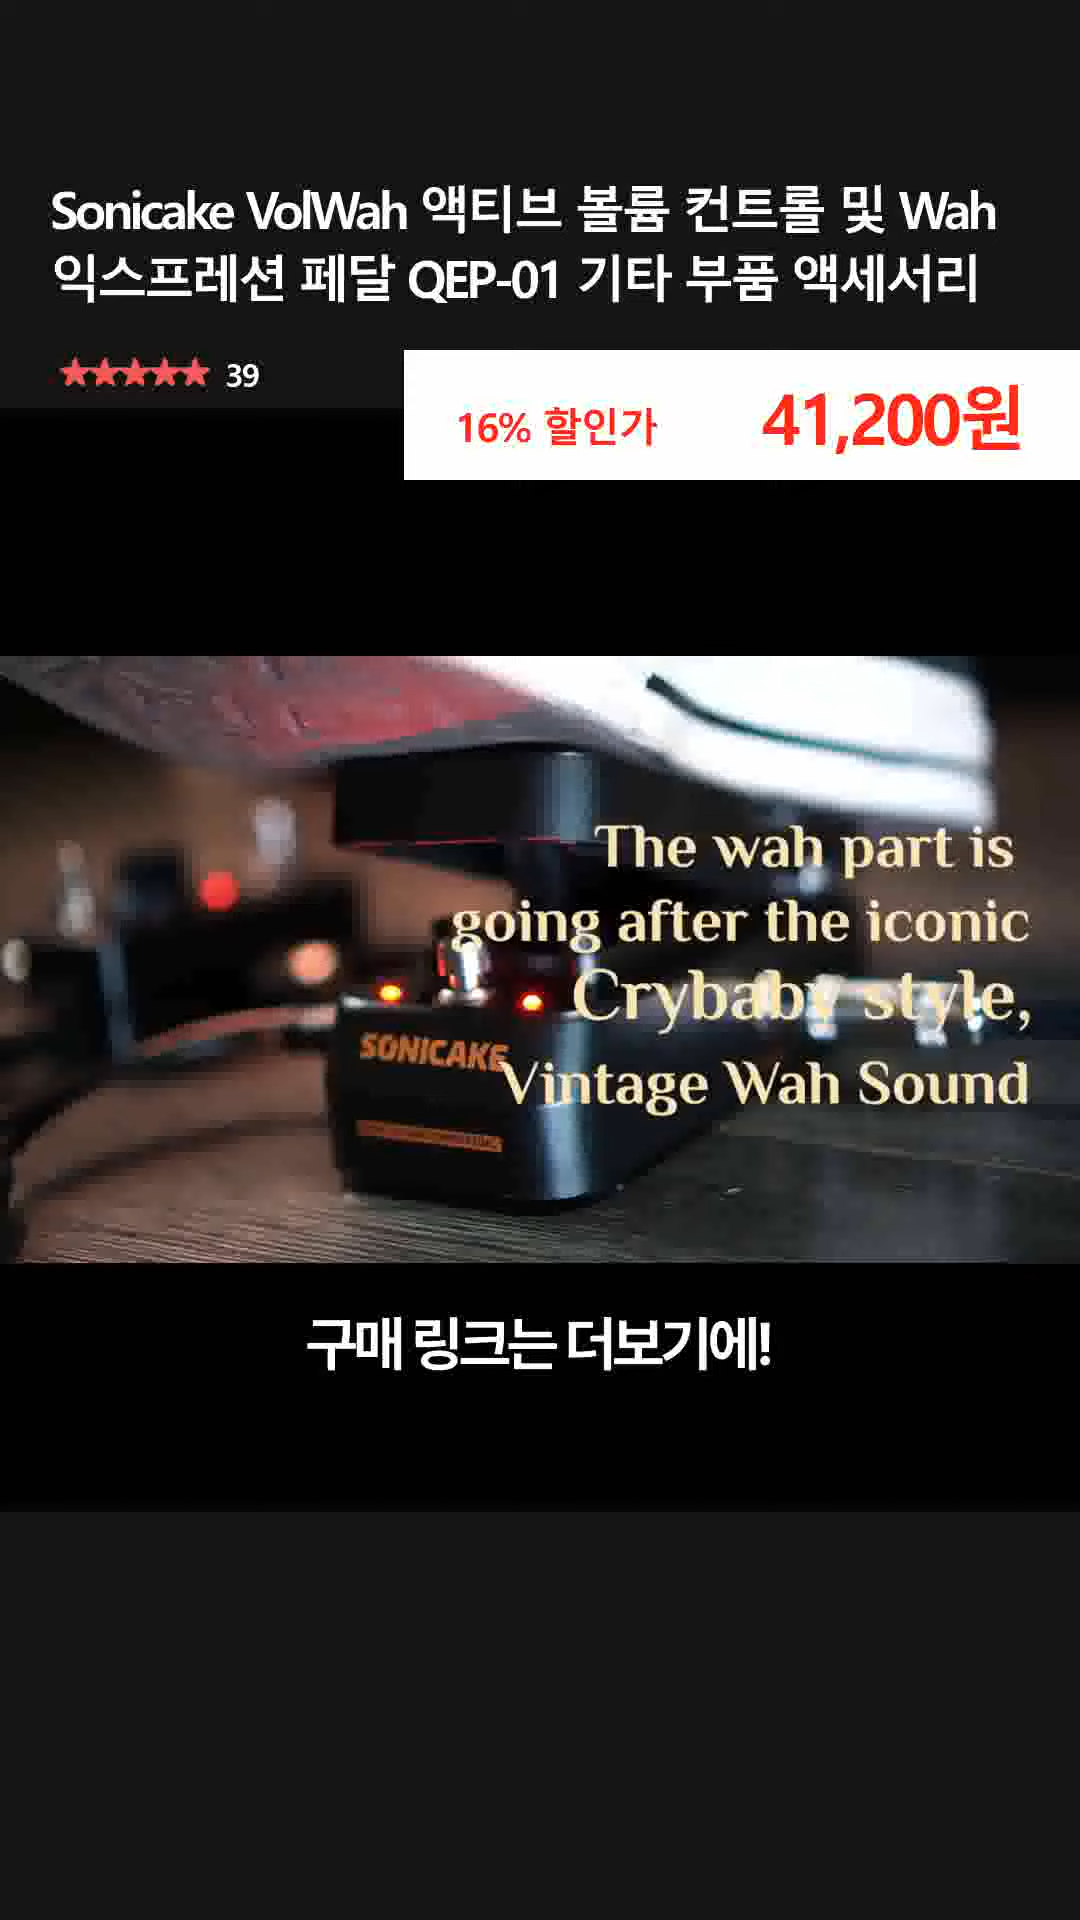 Sonicake VolWah 액티브 볼륨 컨트롤 및 Wah
익스프레션 페달 QEP-01 기타 부품 액세서리
39
16% 할인가
41,200원
The wah part is
going after the iconic
Crybaby style,
Vintage Wah Sound
SONICAKE
구매 링크는 더보기에!